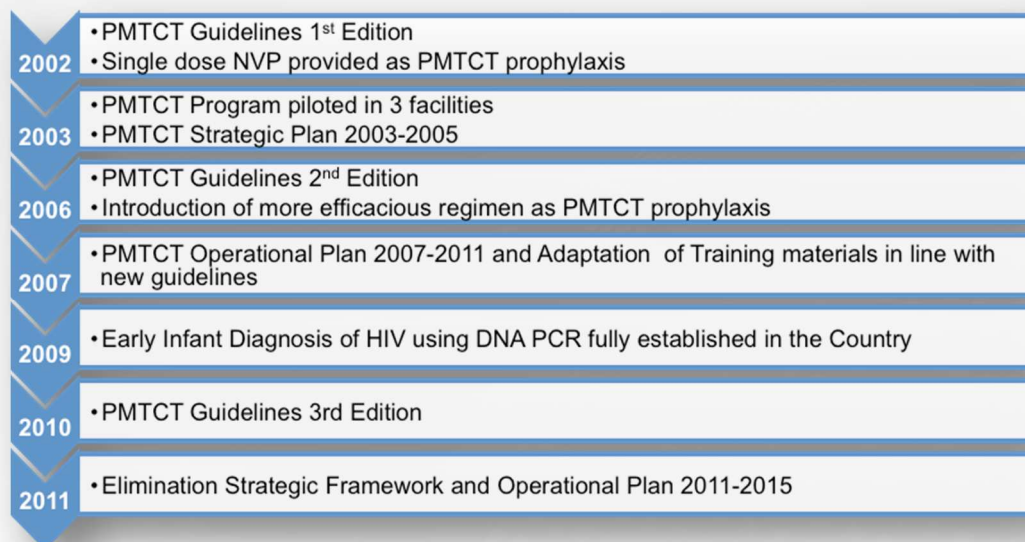 2002
•PMTCT Guidelines 1st Edition
•Single dose NVP provided as PMTCT prophylaxis
2003
•PMTCT Program piloted in 3 facilities
•PMTCT Strategic Plan 2003-2005
2006
•PMTCT Guidelines 2nd Edition
•Introduction of more efficacious regimen as PMTCT prophylaxis
2007
•PMTCT Operational Plan 2007-2011 and Adaptation of Training materials in line with
new guidelines
2009
•Early Infant Diagnosis of HIV using DNA PCR fully established in the Country
2010
•PMTCT Guidelines 3rd Edition
2011
•Elimination Strategic Framework and Operational Plan 2011-2015